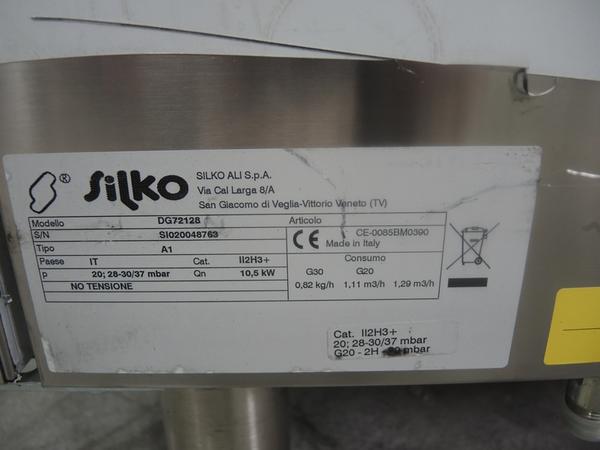 ® Silko
SILKO ALI S.p.A.
Via Cal Larga 8/A
San Giacomo di Veglia-Vittorio Veneto (TV)
Modello DG72128 Articolo
S/N SI020048763 CE CE-0085BM0390
Tipo A1 Made in Italy
Paese IT Cat. II2H3+ Consumo
p 20; 28-30/37 mbar Qn 10,5 kW G30 G20
NO TENSIONE 0,82 kg/h 1,11 m3/h 1,29 m3/h
Cat. II2H3+
20; 28-30/37 mbar
G20 - 2H - mbar